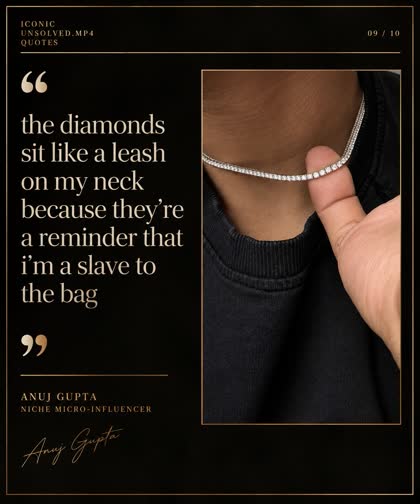 ICONIC
UNSOLVED.MP4
QUOTES
09 / 10
“
the diamonds
sit like a leash
on my neck
because they’re
a reminder that
i’m a slave to
the bag
”
ANUJ GUPTA
NICHE MICRO-INFLUENCER
Anuj Gupta